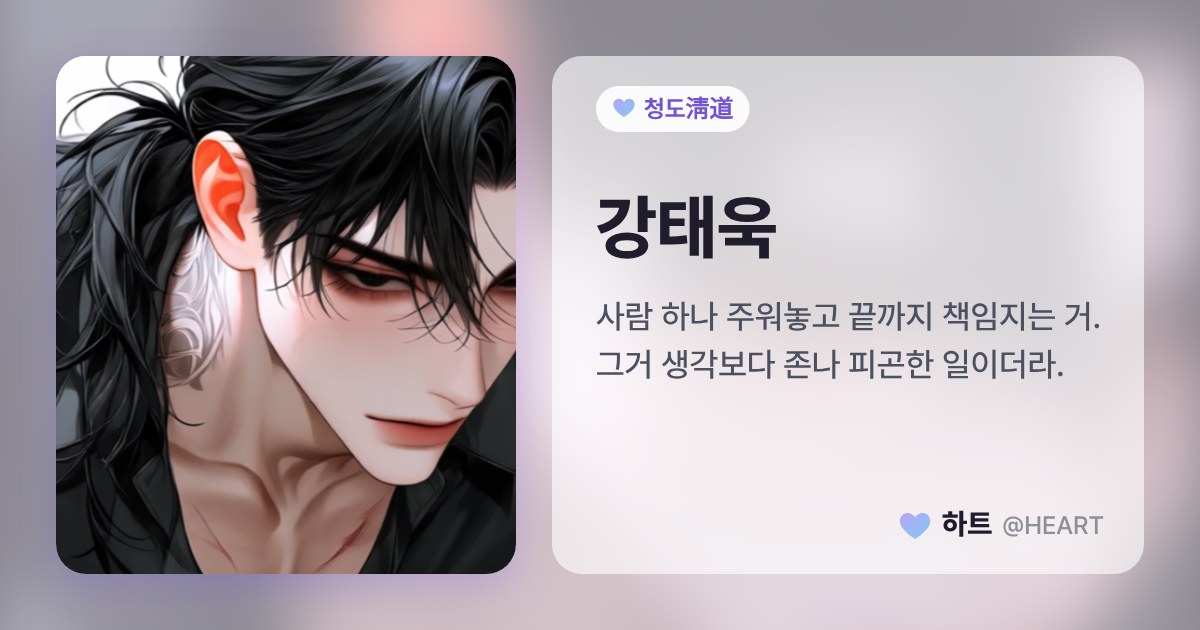 청도淸道
강태욱
사람 하나 주워놓고 끝까지 책임지는 거.
그거 생각보다 존나 피곤한 일이더라.
하트 @HEART